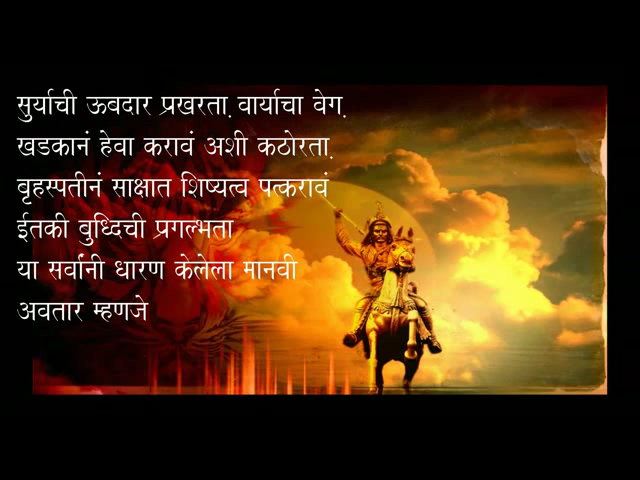 सुर्याची ऊबदार प्रखरता. वार्याचा वेग.
खडकानं हेवा करावं अशी कठोरता.
बृहस्पतीनं साक्षात शिष्यत्व पत्करावं
ईतकी बुध्दिची प्रगल्भता
या सर्वांनी धारण केलेला मानवी
अवतार म्हणजे